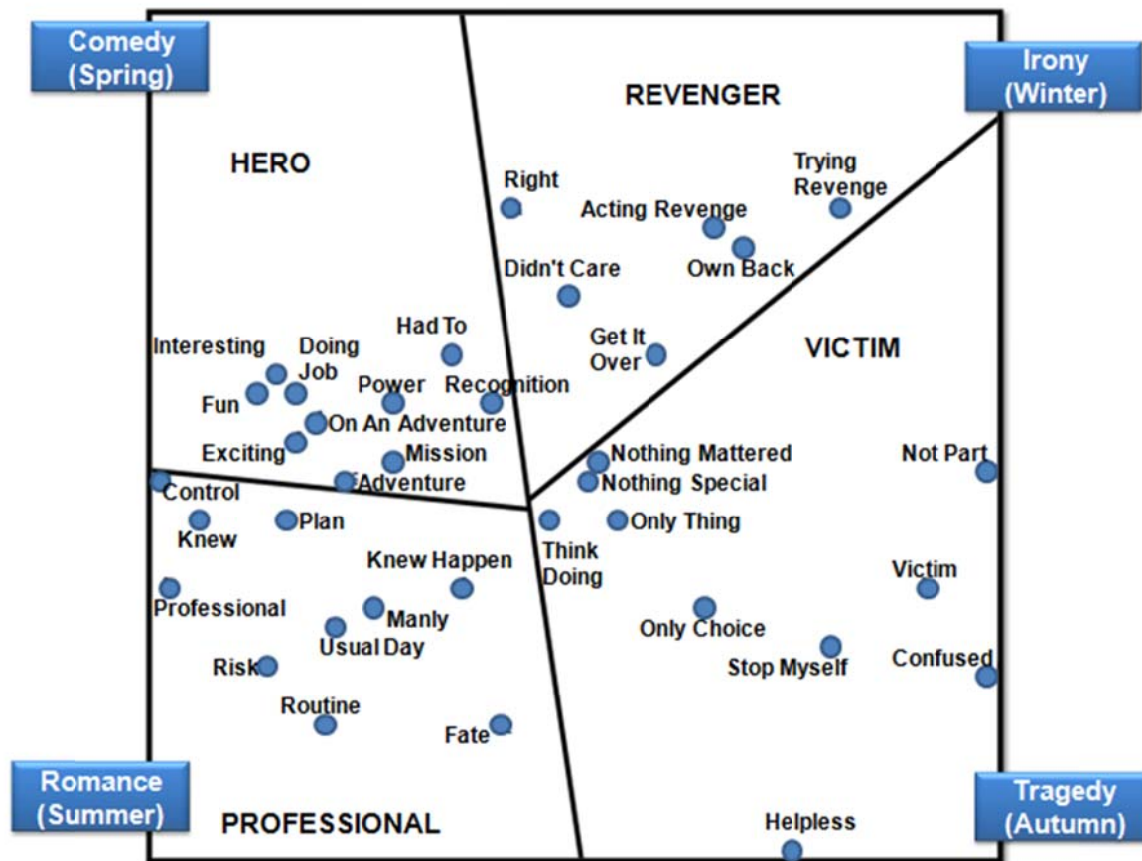 Comedy
(Spring)
Irony
(Winter)
REVENGER
HERO
Right
Trying
Revenge
Acting Revenge
Own Back
Didn't Care
Had To
Get It
Over
VICTIM
Interesting
Doing
Job
Fun
Power
Recognition
On An Adventure
Exciting
Mission
Adventure
Nothing Mattered
Not Part
Nothing Special
Control
Knew
Plan
Only Thing
Think
Doing
Knew Happen
Victim
Professional
Manly
Only Choice
Usual Day
Stop Myself
Confused
Risk
Routine
Fate
Romance
(Summer)
PROFESSIONAL
Helpless
Tragedy
(Autumn)